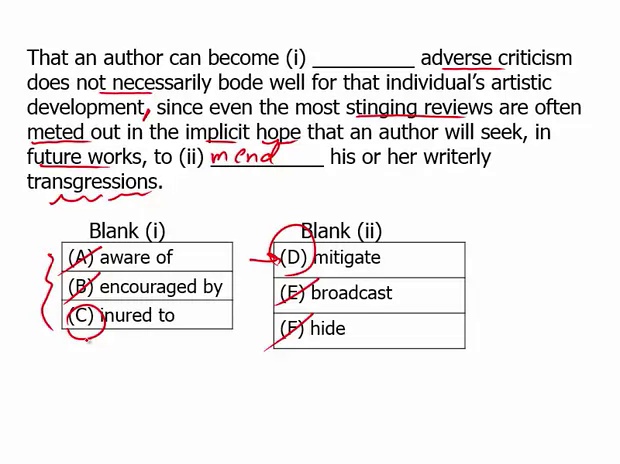 That an author can become (i) __________ adverse criticism
does not necessarily bode well for that individual's artistic
development, since even the most stinging reviews are often
meted out in the implicit hope that an author will seek, in
future works, to (ii) mend__________ his or her writerly
transgressions.
Blank (i) Blank (ii)
(A) aware of (D) mitigate
(B) encouraged by (E) broadcast
(C) inured to (F) hide